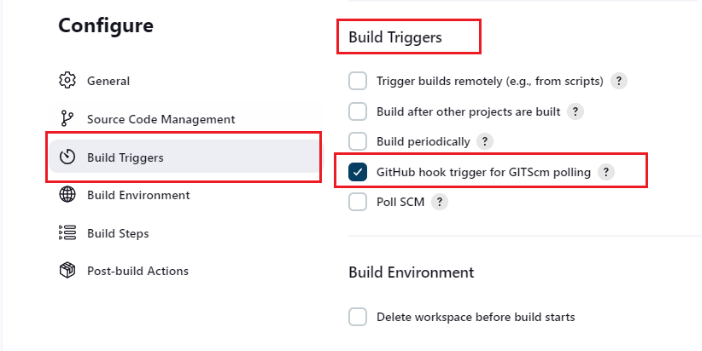 Configure
General
Source Code Management
Build Triggers
Build Environment
Build Steps
Post-build Actions
Build Triggers
Trigger builds remotely (e.g., from scripts) ?
Build after other projects are built ?
Build periodically ?
GitHub hook trigger for GITScm polling ?
Poll SCM ?
Build Environment
Delete workspace before build starts